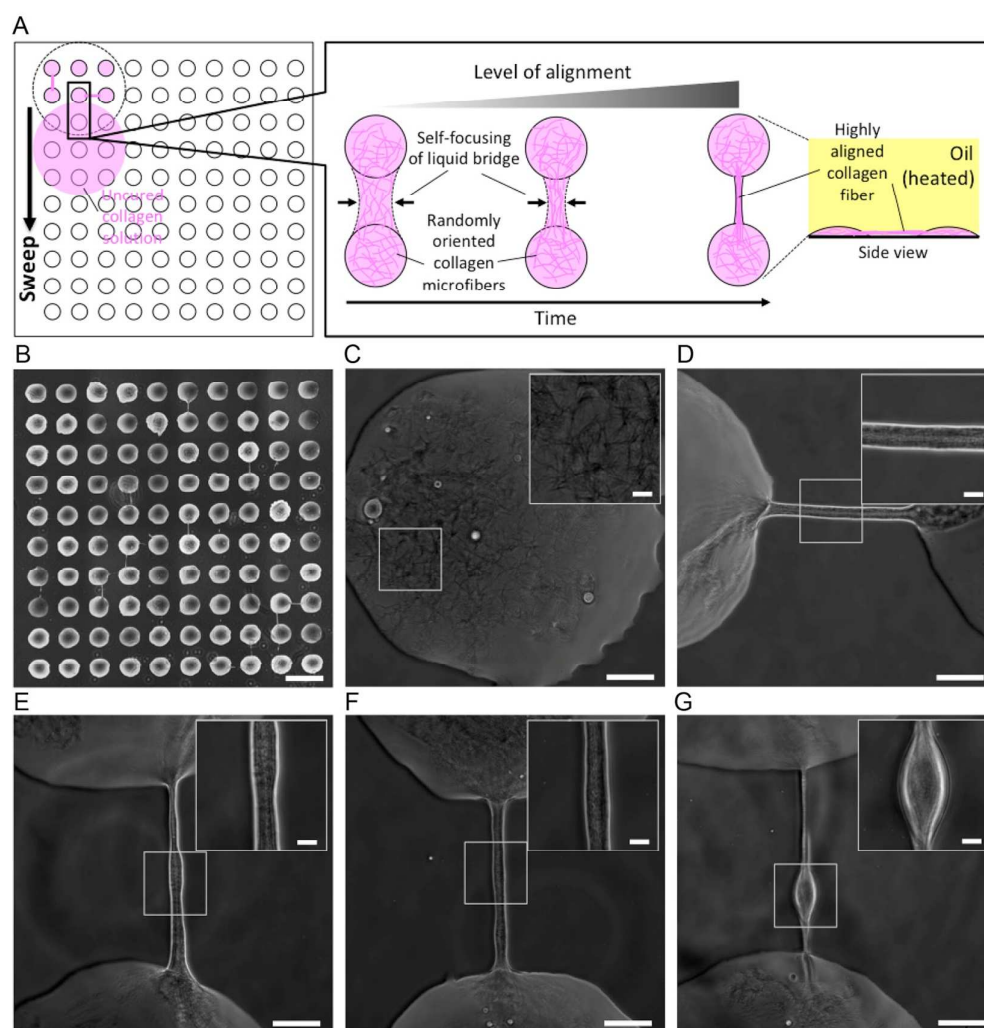 A
Uncured
collagen
solution
Sweep
Level of alignment
Self-focusing
of liquid bridge
Randomly
oriented
collagen
microfibers
Highly
aligned
collagen
fiber
Oil
(heated)
Side view
Time
B
C
D
E
F
G